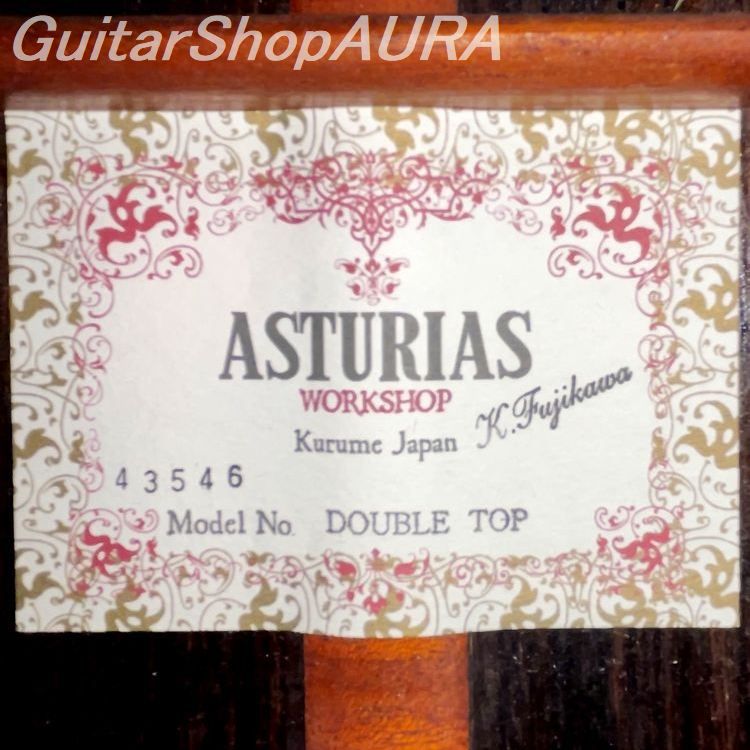 GuitarShopAURA
ASTURIAS
WORKSHOP
Kurume Japan K.Fujikawa
43546
Model No. DOUBLE TOP